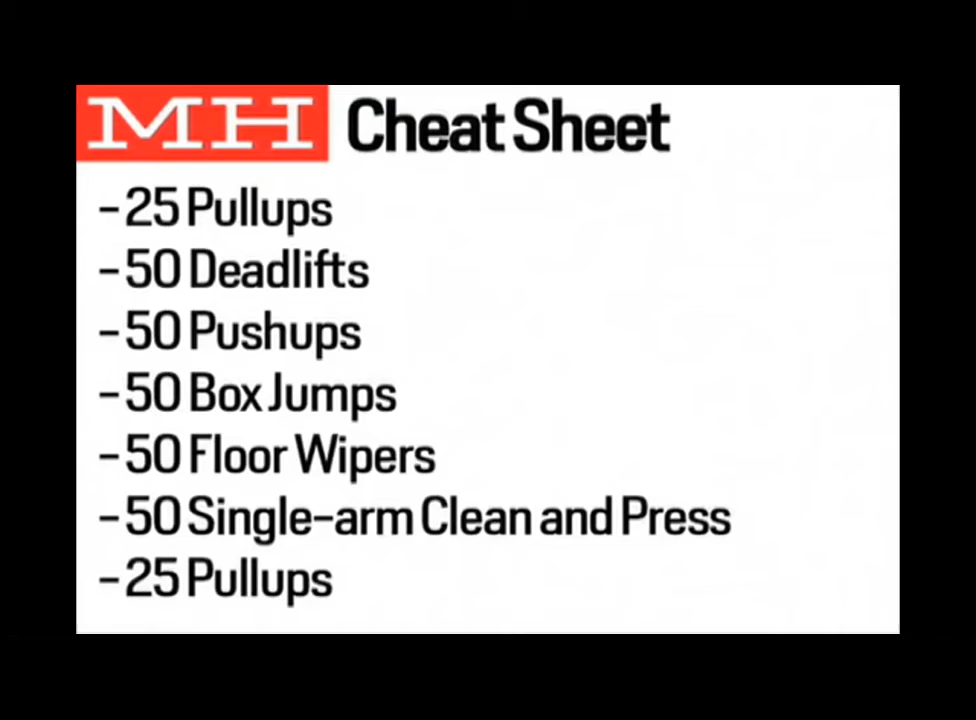 MH Cheat Sheet
-25 Pullups
-50 Deadlifts
-50 Pushups
-50 Box Jumps
-50 Floor Wipers
-50 Single-arm Clean and Press
-25 Pullups